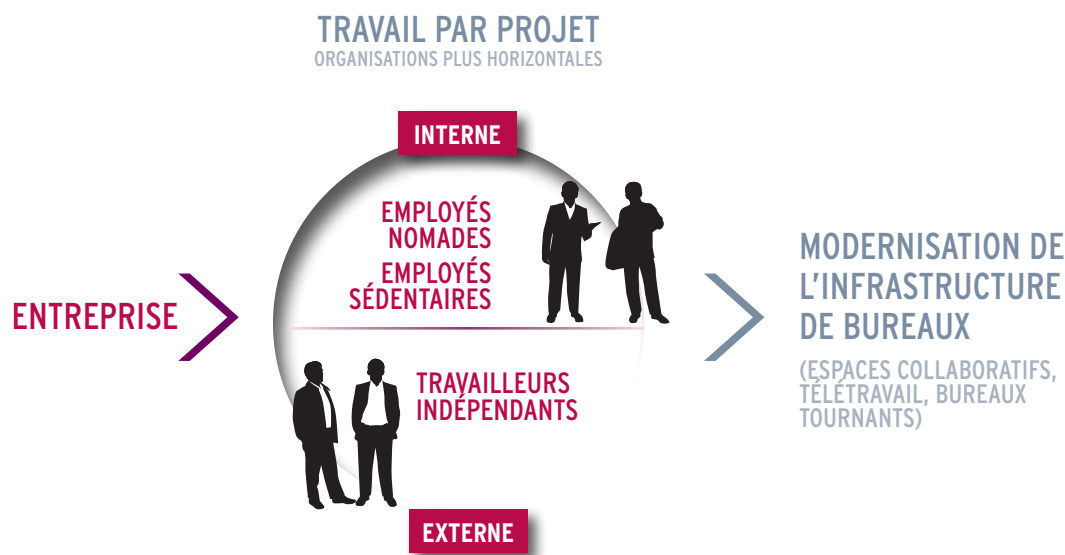 TRAVAIL PAR PROJET
ORGANISATIONS PLUS HORIZONTALES
INTERNE
EMPLOYÉS
NOMADES
EMPLOYÉS
SÉDENTAIRES
ENTREPRISE
TRAVAILLEURS
INDÉPENDANTS
EXTERNE
MODERNISATION DE
L'INFRASTRUCTURE
DE BUREAUX
(ESPACES COLLABORATIFS,
TÉLÉTRAVAIL, BUREAUX
TOURNANTS)